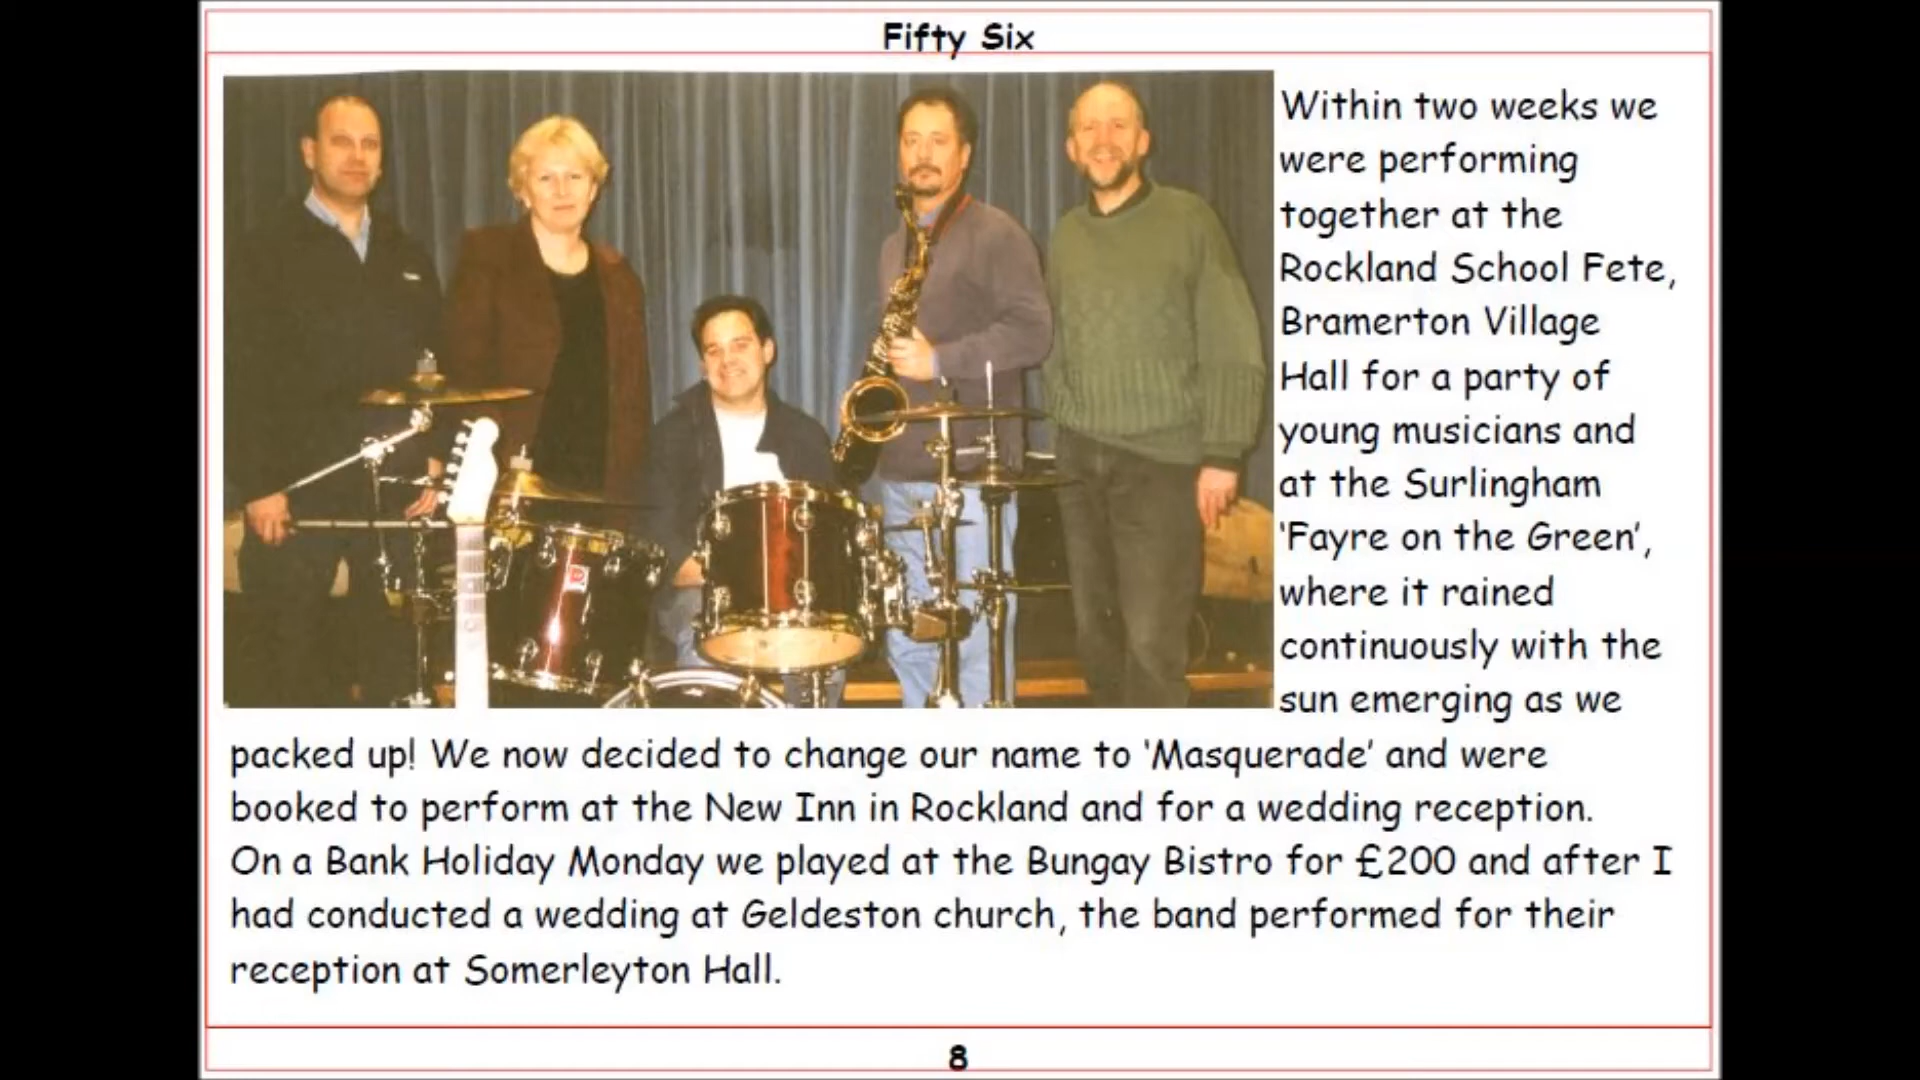 Fifty Six
Within two weeks we
were performing
together at the
Rockland School Fete,
Bramerton Village
Hall for a party of
young musicians and
at the Surlingham
‘Fayre on the Green’,
where it rained
continuously with the
sun emerging as we
packed up! We now decided to change our name to ‘Masquerade’ and were
booked to perform at the New Inn in Rockland and for a wedding reception.
On a Bank Holiday Monday we played at the Bungay Bistro for £200 and after I
had conducted a wedding at Geldeston church, the band performed for their
reception at Somerleyton Hall.
8